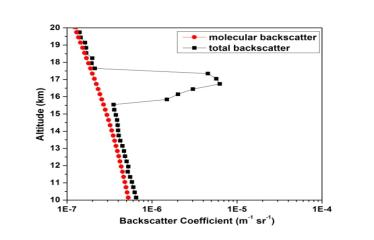 molecular backscatter
total backscatter
20
19
18
17
16
15
14
13
12
11
10
Altitude (km)
1E-7
1E-6
1E-5
1E-4
Backscatter Coefficient (m⁻¹ sr⁻¹)